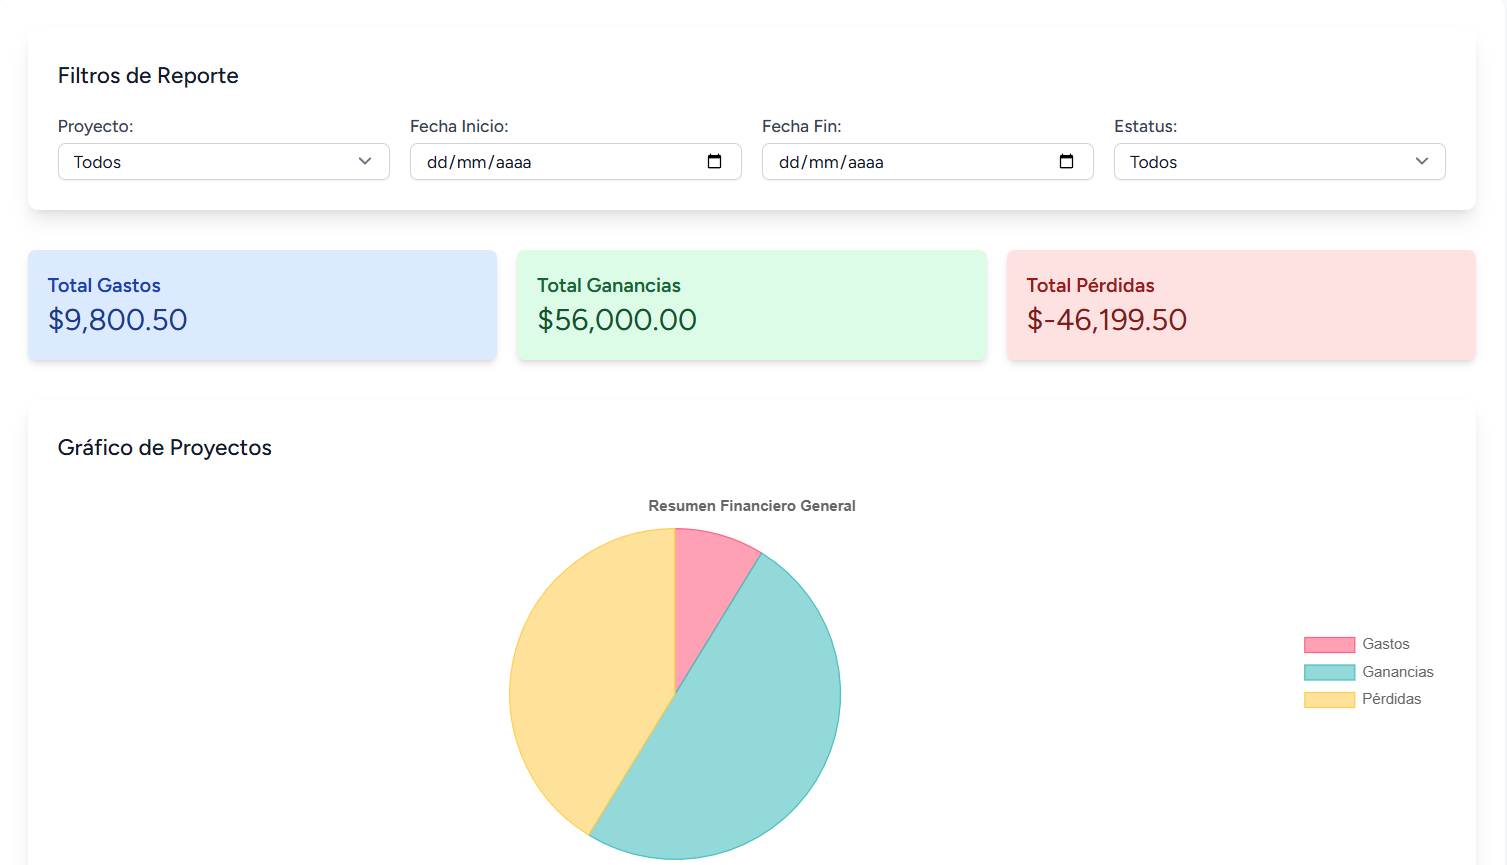 Filtros de Reporte
Proyecto: Fecha Inicio: Fecha Fin: Estatus:
Todos dd/mm/aaaa dd/mm/aaaa Todos
Total Gastos Total Ganancias Total Pérdidas
$9,800.50 $56,000.00 $-46,199.50
Gráfico de Proyectos
Resumen Financiero General
Gastos
Ganancias
Pérdidas